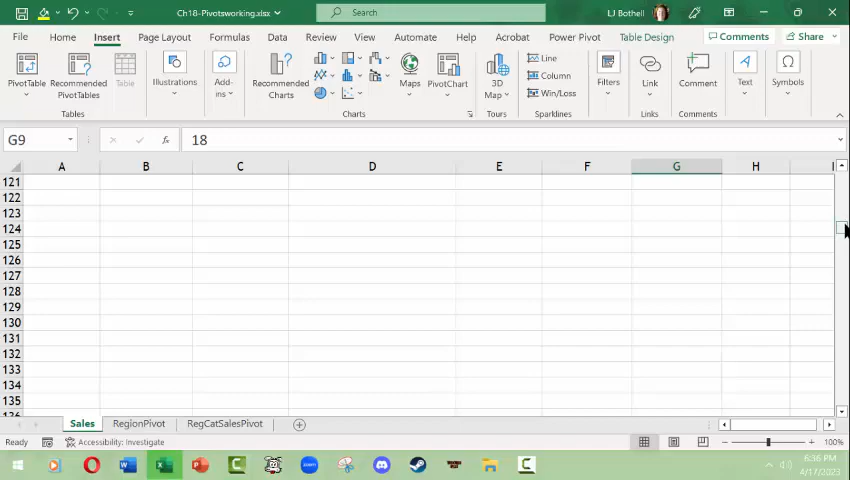 Ch18-Pivotsworking.xlsx
Search
LJ Bothell
File
Home
Insert
Page Layout
Formulas
Data
Review
View
Automate
Help
Acrobat
Power Pivot
Table Design
Comments
Share
PivotTable
Recommended PivotTables
Table
Illustrations
Add-ins
Recommended Charts
Maps
PivotChart
3D Map
Line
Column
Win/Loss
Filters
Link
Comment
Text
Symbols
Tables
Charts
Tours
Sparklines
Links
Comments
G9
fx
18
A B C D E F G H I
121
122
123
124
125
126
127
128
129
130
131
132
133
134
135
136
Sales
RegionPivot
RegCatSalesPivot
Ready
Accessibility: Investigate
100%
zoom
6:36 PM
4/17/2023